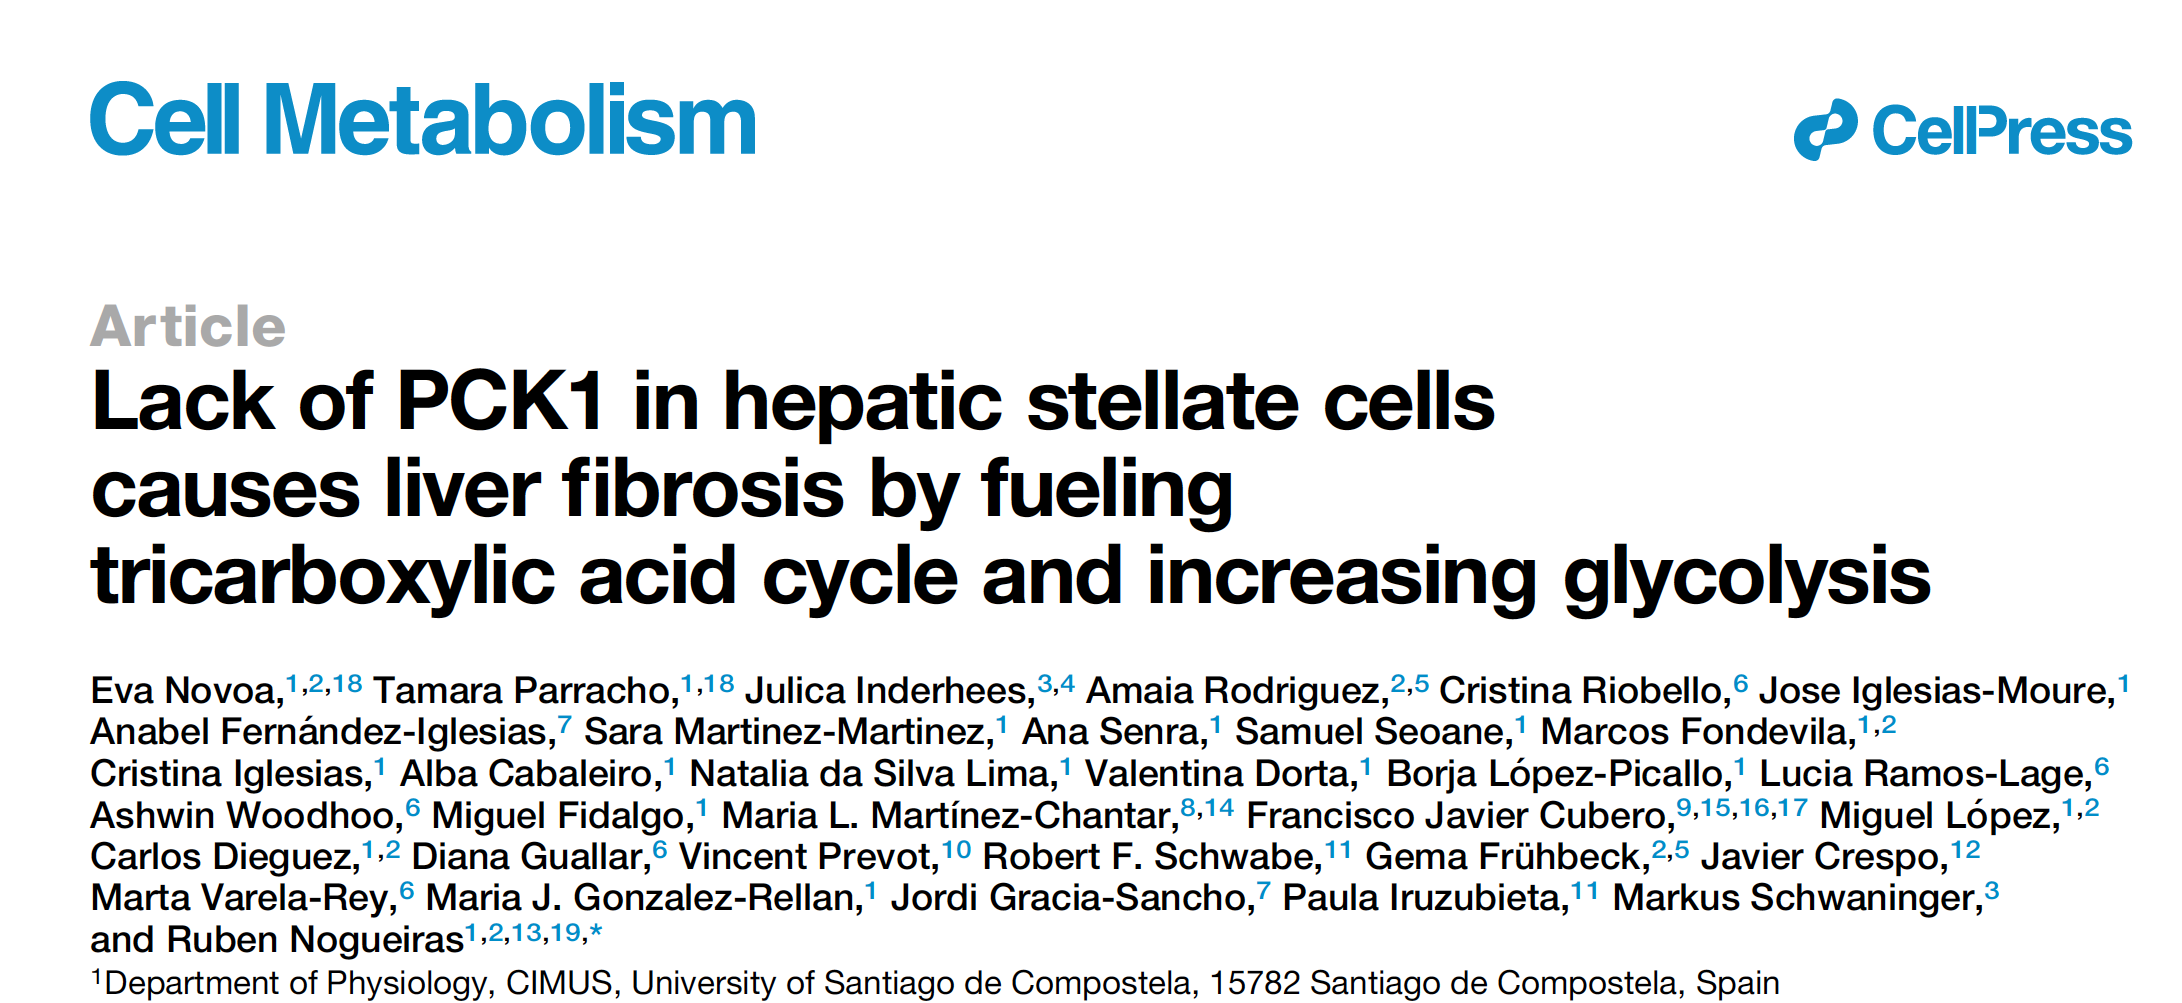 Cell Metabolism
CellPress
Article
Lack of PCK1 in hepatic stellate cells
causes liver fibrosis by fueling
tricarboxylic acid cycle and increasing glycolysis
Eva Novoa,1,2,18 Tamara Parracho,1,18 Julica Inderhees,3,4 Amaia Rodriguez,2,5 Cristina Riobello,6 Jose Iglesias-Moure,1
Anabel Fernández-Iglesias,7 Sara Martinez-Martinez,1 Ana Senra,1 Samuel Seoane,1 Marcos Fondevila,1,2
Cristina Iglesias,1 Alba Cabaleiro,1 Natalia da Silva Lima,1 Valentina Dorta,1 Borja López-Picallo,1 Lucia Ramos-Lage,6
Ashwin Woodhoo,6 Miguel Fidalgo,1 Maria L. Martínez-Chantar,8,14 Francisco Javier Cubero,9,15,16,17 Miguel López,1,2
Carlos Dieguez,1,2 Diana Guallar,6 Vincent Prevot,10 Robert F. Schwabe,11 Gema Frühbeck,2,5 Javier Crespo,12
Marta Varela-Rey,6 Maria J. Gonzalez-Rellan,1 Jordi Gracia-Sancho,7 Paula Iruzubieta,11 Markus Schwaninger,3
and Ruben Nogueiras1,2,13,19,*
1Department of Physiology, CIMUS, University of Santiago de Compostela, 15782 Santiago de Compostela, Spain